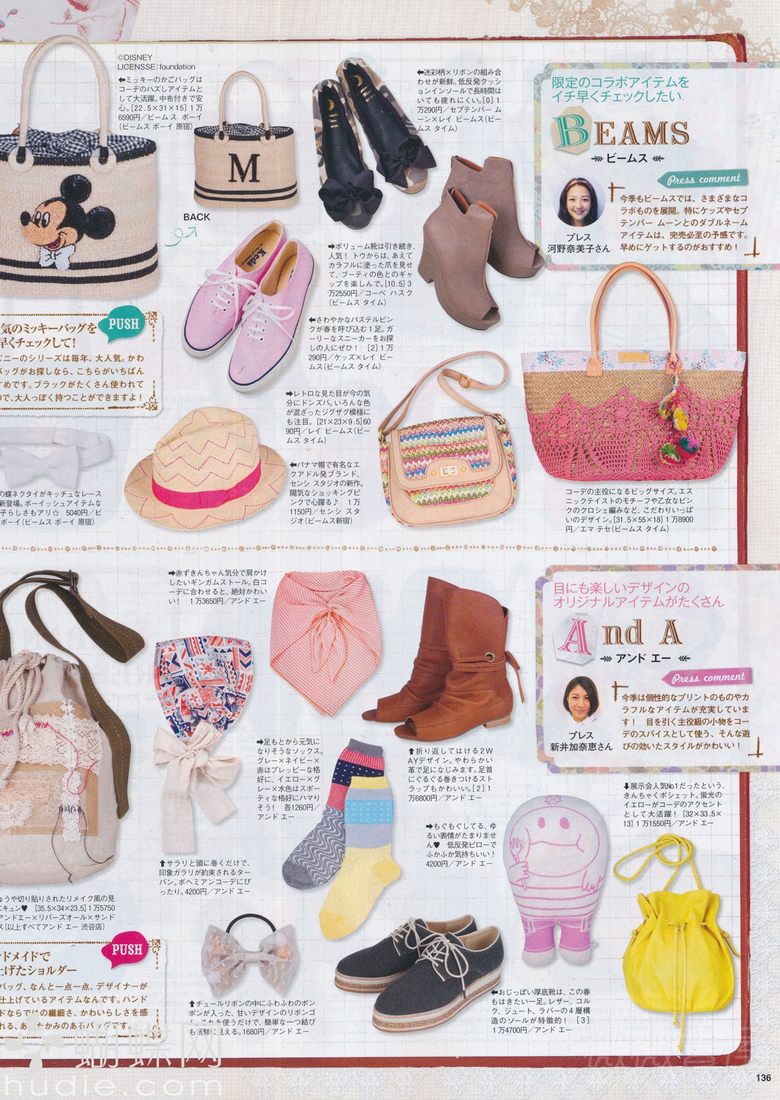 ©DISNEY
LICENSSE:foundation
⬅ミッキーのかごバッグは
コーデのハズしアイテムと
して大活躍。中布付きで安
心。[22.5×31×15]1万
6590円／ビームス ボーイ
(ビームス ボーイ 原宿)
M
BACK
⬅迷彩柄×リボンの組み合
わせが新鮮。低反発クッシ
ョンインソールで長時間は
いても疲れにくい。[0]1
万290円／セプテンバー ム
ーン×レイ ビームス(ビー
ムス タイム)
限定のコラボアイテムを
イチ早くチェックしたい
BEAMS
ビームス
Press comment
今季もビームスでは、さまざまなコ
ラボものを展開。特にケッズやセプ
テンバー ムーンとのダブルネーム
アイテムは、完売必至の予感です。
早めにゲットするのがおすすめ!
プレス
河野奈美子さん
➡ボリューム靴は引き続き、
人気! トウからは、あえて
カラフルに塗った爪を見せ
て、ブーティの色とのギャ
ップを楽しんで。[10.5]3
万2550円／コーベ ハスク
(ビームス タイム)
⬅さわやかなパステルピン
クが春を呼び込む1足。ガ
ーリーなスニーカーをお探
しの人にぜひ! [2]1万
290円／ケッズ×レイ ビー
ムス(ビームス タイム)
気のミッキーバッグを
早くチェックして!
PUSH
ニーのシリーズは毎年、大人気。かわ
バッグがお探しなら、こちらがいちばん
すめです。ブラックがたくさん使われて
ので、大人っぽく持つことができますよ!
➡レトロな見た目が今の気
分にドンズバ。いろんな色
が混ざったジグザグ模様に
も注目。[21×23×9.5]60
90円／レイ ビームス(ビー
ムス タイム)
⬅パナマ帽で有名なエ
クアドル発ブランド、
センシ スタジオの新作。
陽気なショッキングピ
ンクで心躍る♪ 1万
1150円／センシ スタ
ジオ(ビームス新宿)
の蝶ネクタイがキッチュなレース
新登場。ボーイッシュアイテムも
子らしさもアリ☆ 5040円／ビ
ボーイ(ビームス ボーイ 原宿)
コーデの主役になるビッグサイズ。エス
ニックテイストのモチーフや乙女なピン
クのクロシェ編みなど、こだわりいっぱ
いのデザイン。[31.5×55×18]1万8900
円／エマ テセ(ビームス タイム)
➡赤ずきんちゃん気分で肩かけ
したいギンガムストール。白コ
ーデに合わせると、絶対かわい
い! 1万3650円／アンド エー
目にも楽しいデザインの
オリジナルアイテムがたくさん
And A
アンド エー
Press comment
今季は個性的なプリントのものやカ
ラフルなアイテムが充実していま
す! 目を引く主役級の小物をコー
デのスパイスとして使う、そんな遊
びの効いたスタイルがかわいい!
プレス
新井加奈恵さん
➡足もとから元気に
なりそうなソックス。
グレー×ネイビー×
赤はプレッピーな格
好に、イエロー×グ
レー×水色はスポー
ティな格好にハマり
そう! 各1260円／
アンド エー
⬆折り返してはける2W
AYデザイン。やわらかい
革で足になじみます。足首
にぐるぐる巻きつけるスト
ラップもかわいい。[2]1
万6800円／アンド エー
⬇展示会人気No.1だったという、
きんちゃくポシェット。蛍光の
イエローがコーデのアクセント
として大活躍! [32×33.5×
13]1万1550円／アンド エー
➡もぐもぐしてる、ゆ
るい表情がたまりませ
ん♥ 低反発ピローで
ふかふか気持ちいい!
4200円／アンド エー
⬆サラリと頭に巻くだけで、
印象ガラリが約束されるター
バン。ボヘミアンコーデにぴ
ったり。4200円／アンド エー
ゅうや切り貼りされたリメイク風の見
キュン♥ [35.5×34×23.5]1万5750
アンドエー×リバーズオール×サンド
ス(以上すべてアンド エー 渋谷店)
ドメイドで
上げたショルダー
PUSH
バッグ、なんと一点一点、デザイナーが
仕上げているアイテムなんです。ハンド
ドならではの繊細さ、かわいらしさを感
れる、あたたかみのあるバッグです。
⬆チュールリボンの中にふわふわのポン
ポンが入った、甘いデザインのリボンゴ
ム。これを使うだけで、簡単な一つ結び
も新鮮に見える。1680円／アンド エー
⬅おじっぽい厚底靴は、この春
もはきたい一足。レザー、コル
ク、ジュート、ラバーの4層構
造のソールが特徴的! [3]
1万4700円／アンド エー
136
蝴蝶网
hudie.com